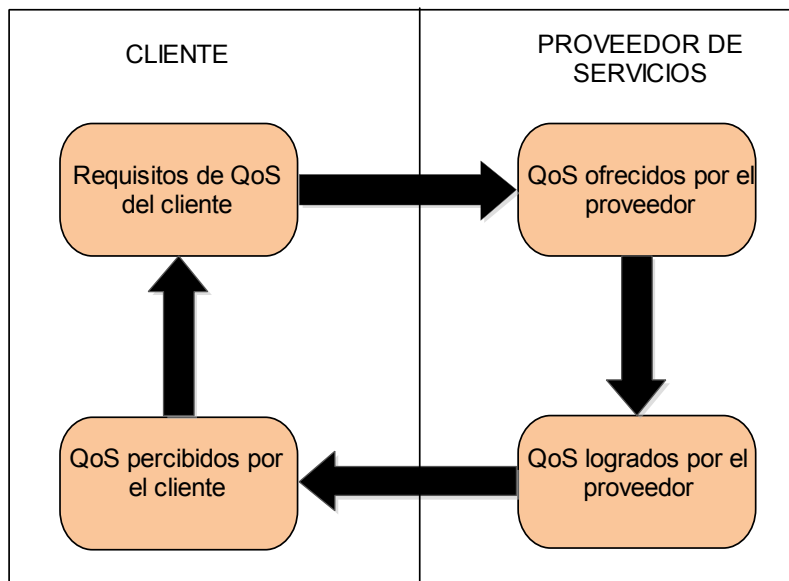 CLIENTE
PROVEEDOR DE
SERVICIOS
Requisitos de QoS
del cliente
QoS ofrecidos por el
proveedor
QoS percibidos por
el cliente
QoS logrados por el
proveedor